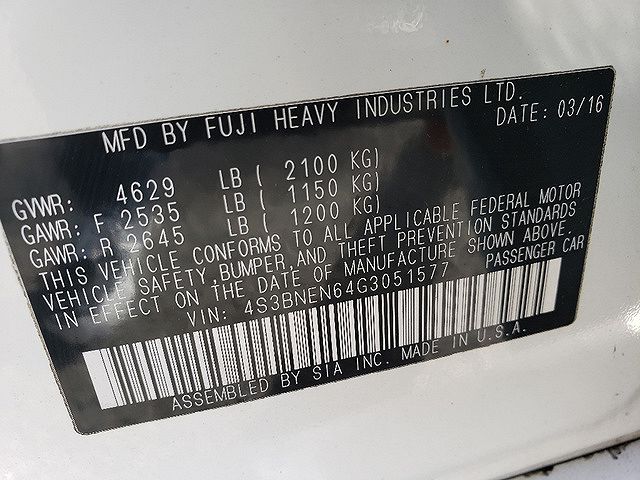 MFD BY FUJI HEAVY INDUSTRIES LTD.
DATE: 03/16
GVWR: 4629 LB ( 2100 KG)
GAWR: F 2535 LB ( 1150 KG)
GAWR: R 2645 LB ( 1200 KG)
THIS VEHICLE CONFORMS TO ALL APPLICABLE FEDERAL MOTOR
VEHICLE SAFETY, BUMPER, AND THEFT PREVENTION STANDARDS
IN EFFECT ON THE DATE OF MANUFACTURE SHOWN ABOVE.
VIN: 4S3BNEN64G3051577 PASSENGER CAR
ASSEMBLED BY SIA INC. MADE IN U.S.A.